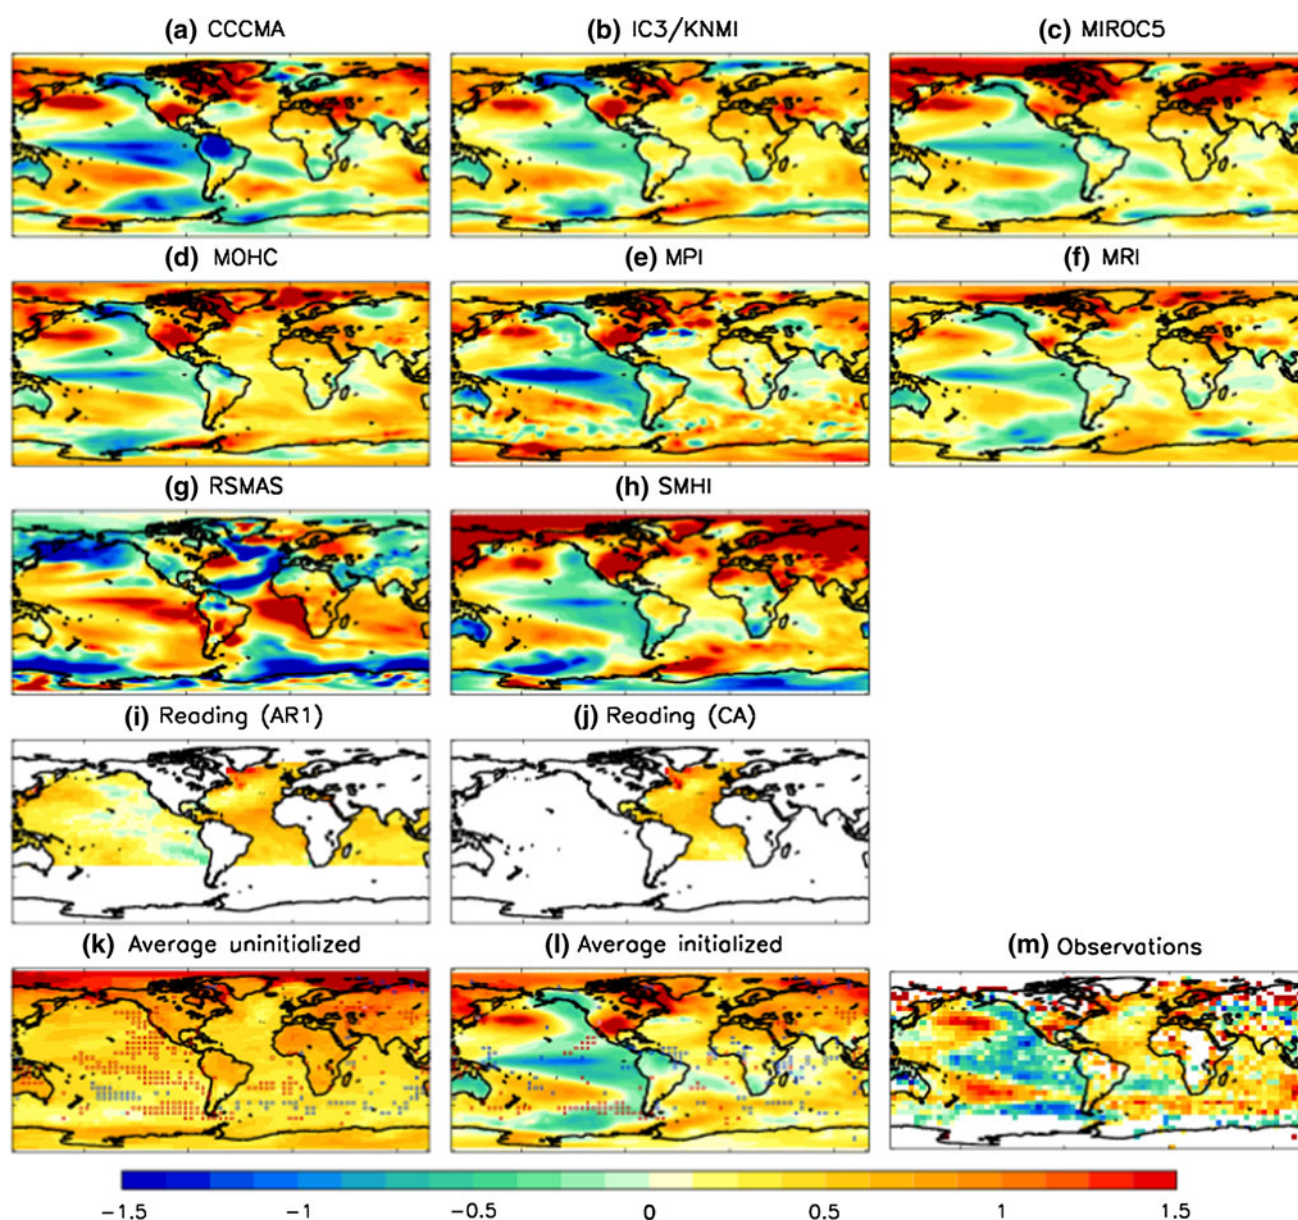 (a) CCCMA
(b) IC3/KNMI
(c) MIROC5
(d) MOHC
(e) MPI
(f) MRI
(g) RSMAS
(h) SMHI
(i) Reading (AR1)
(j) Reading (CA)
(k) Average uninitialized
(l) Average initialized
(m) Observations
−1.5 −1 −0.5 0 0.5 1 1.5